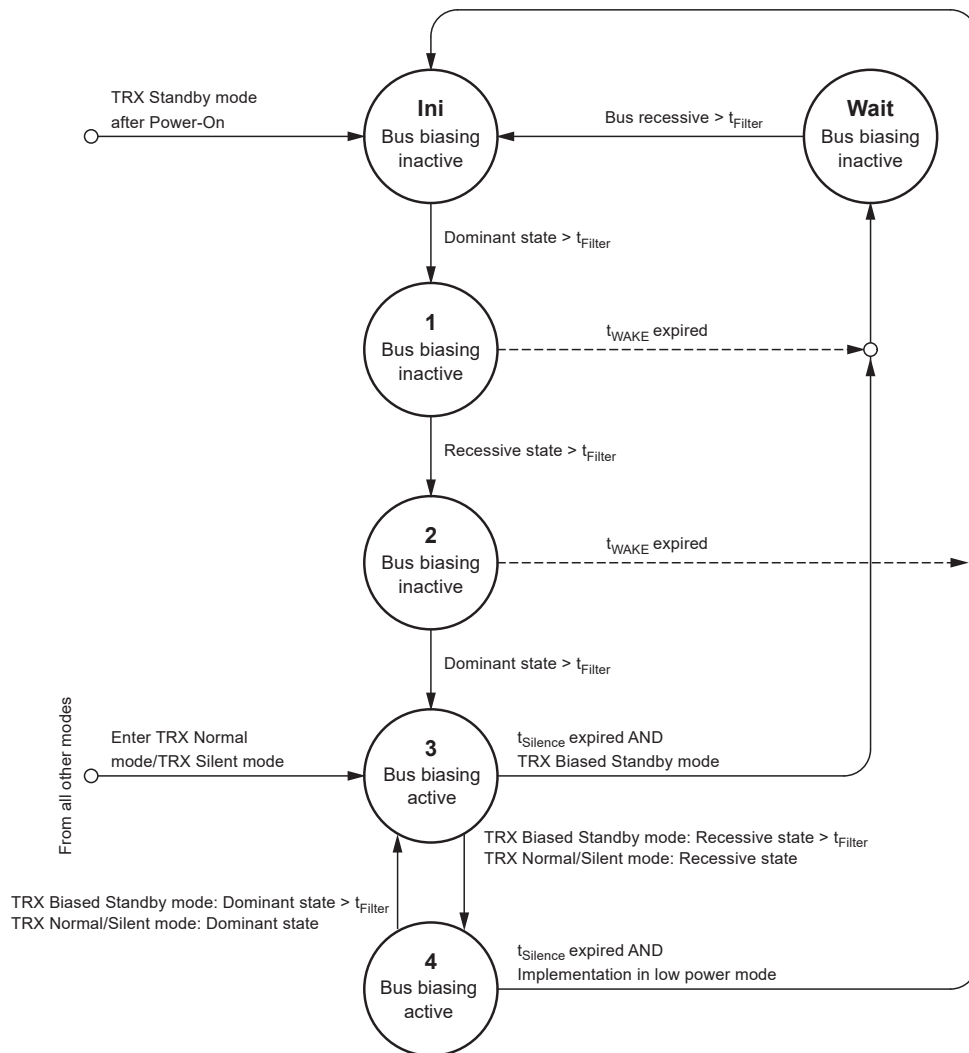 TRX Standby mode
after Power-On
Ini
Bus biasing
inactive
Bus recessive > tFilter
Wait
Bus biasing
inactive
Dominant state > tFilter
1
Bus biasing
inactive
tWAKE expired
Recessive state > tFilter
2
Bus biasing
inactive
tWAKE expired
Dominant state > tFilter
From all other modes
Enter TRX Normal
mode/TRX Silent mode
3
Bus biasing
active
tSilence expired AND
TRX Biased Standby mode
TRX Biased Standby mode: Recessive state > tFilter
TRX Normal/Silent mode: Recessive state
TRX Biased Standby mode: Dominant state > tFilter
TRX Normal/Silent mode: Dominant state
4
Bus biasing
active
tSilence expired AND
Implementation in low power mode